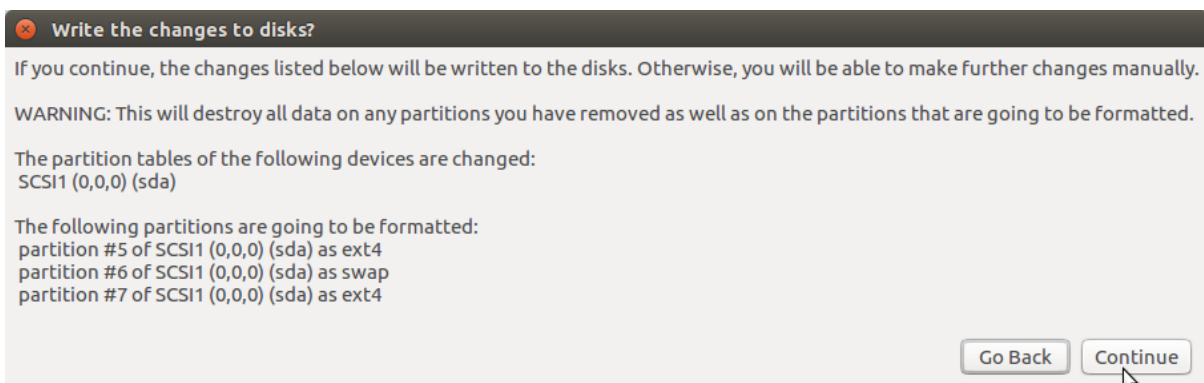 Write the changes to disks?
If you continue, the changes listed below will be written to the disks. Otherwise, you will be able to make further changes manually.
WARNING: This will destroy all data on any partitions you have removed as well as on the partitions that are going to be formatted.
The partition tables of the following devices are changed:
SCSI1 (0,0,0) (sda)
The following partitions are going to be formatted:
partition #5 of SCSI1 (0,0,0) (sda) as ext4
partition #6 of SCSI1 (0,0,0) (sda) as swap
partition #7 of SCSI1 (0,0,0) (sda) as ext4
Go Back Continue